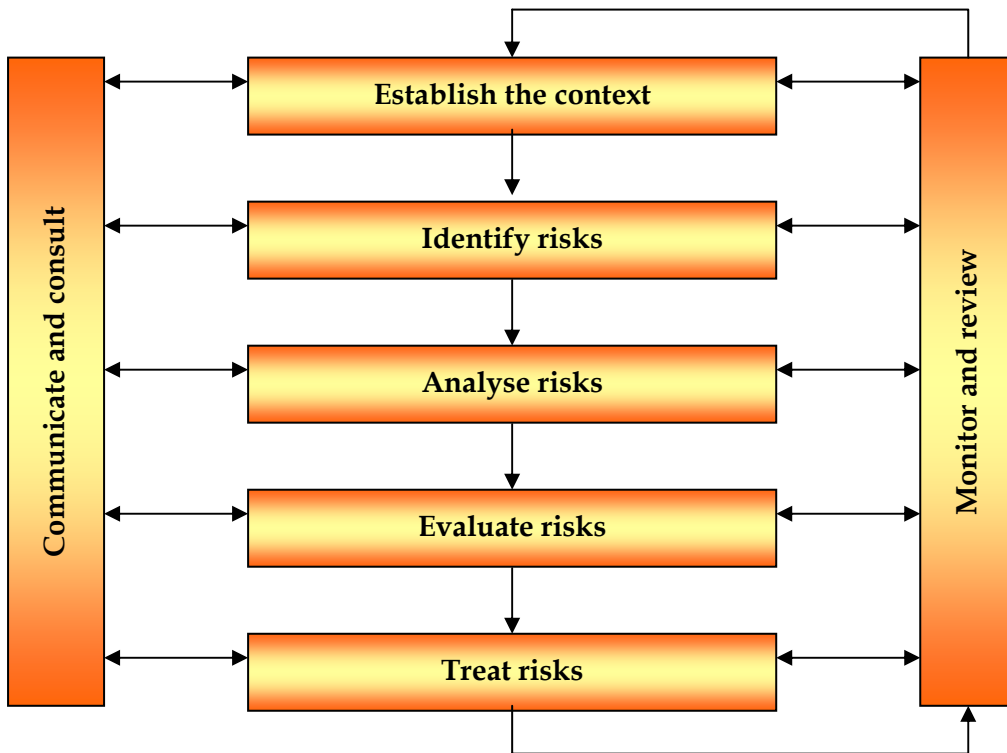 Establish the context
Communicate and consult
Identify risks
Analyse risks
Evaluate risks
Treat risks
Monitor and review